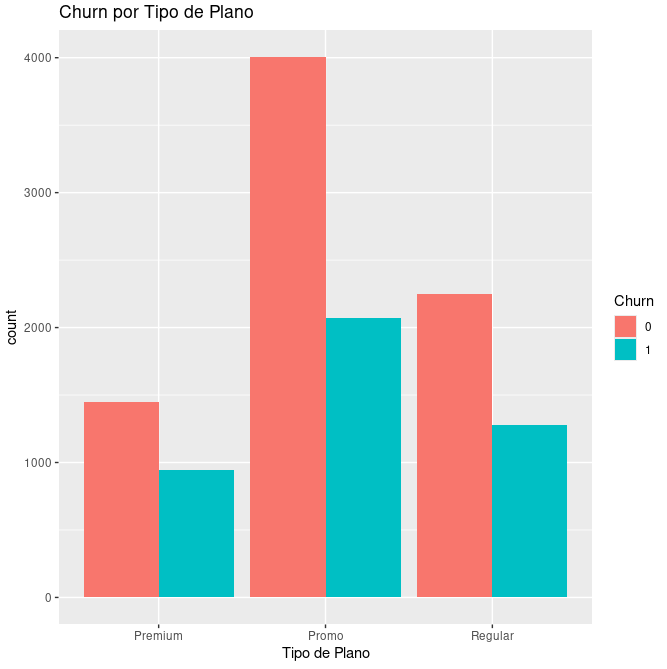 Churn por Tipo de Plano
4000
3000
2000
1000
0
count
Premium
Promo
Regular
Tipo de Plano
Churn
0
1